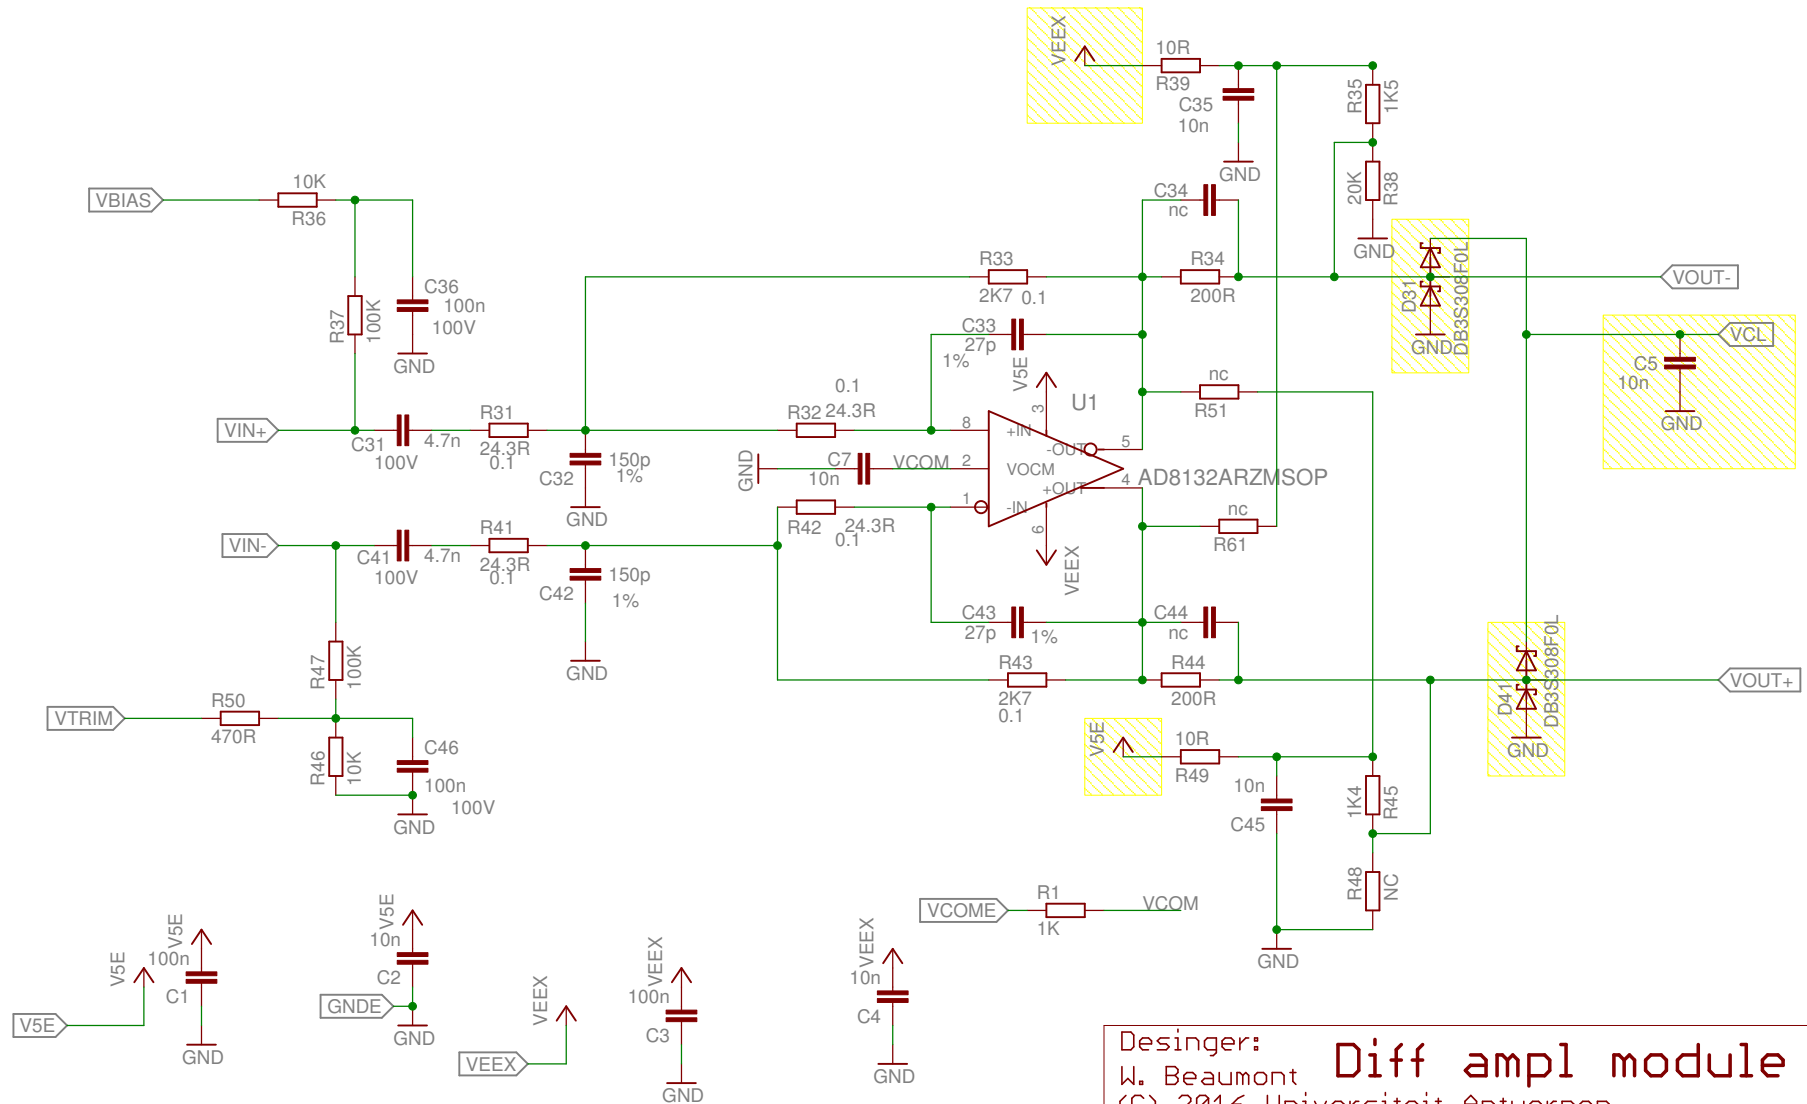 VEEX
10R
R39
C35
10n
GND
R35
1K5
20K
R38
GND
VBIAS
10K
R36
C34
nc
R37
100K
C36
100n
100V
GND
R33
2K7 0.1
R34
200R
D31
DB3S308F0L
GND
VOUT-
VCL
C5
10n
GND
C33
27p
1%
V5E
nc
R51
VIN+
C31
100V
4.7n
R31
24.3R
0.1
C32
150p
1%
GND
0.1
R32 24.3R
U1
3
8
+IN
-OUT
5
GND
C7
10n
VCOM
2
VOCM
+OUT
4
AD8132ARZMSOP
1
-IN
6
VEEX
R42
24.3R
0.1
nc
R61
VIN-
C41
100V
4.7n
R41
24.3R
0.1
C42
150p
1%
GND
C43
27p
1%
C44
nc
R43
2K7
0.1
R44
200R
D41
DB3S308F0L
GND
VOUT+
R47
100K
VTRIM
R50
470R
R46
10K
C46
100n
100V
GND
V5E
10R
R49
10n
C45
1K4
R45
R48
NC
GND
VCOME
R1
1K
VCOM
V5E
V5E
V5E
100n
C1
GND
V5E
10n
C2
GNDE
GND
VEEX
VEEX
VEEX
100n
C3
GND
VEEX
10n
C4
GND
Desinger:
W. Beaumont
Diff ampl module
(C) 2016 Universiteit Antwerpen